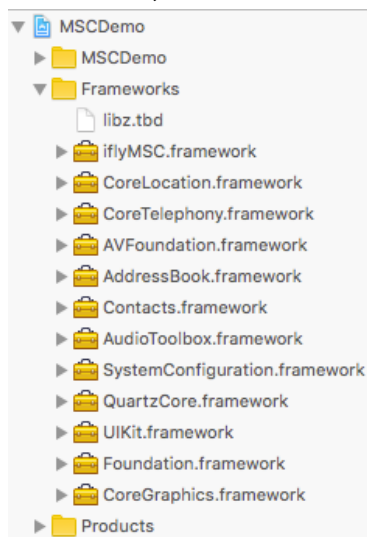 MSCDemo
MSCDemo
Frameworks
libz.tbd
iflyMSC.framework
CoreLocation.framework
CoreTelephony.framework
AVFoundation.framework
AddressBook.framework
Contacts.framework
AudioToolbox.framework
SystemConfiguration.framework
QuartzCore.framework
UIKit.framework
Foundation.framework
CoreGraphics.framework
Products